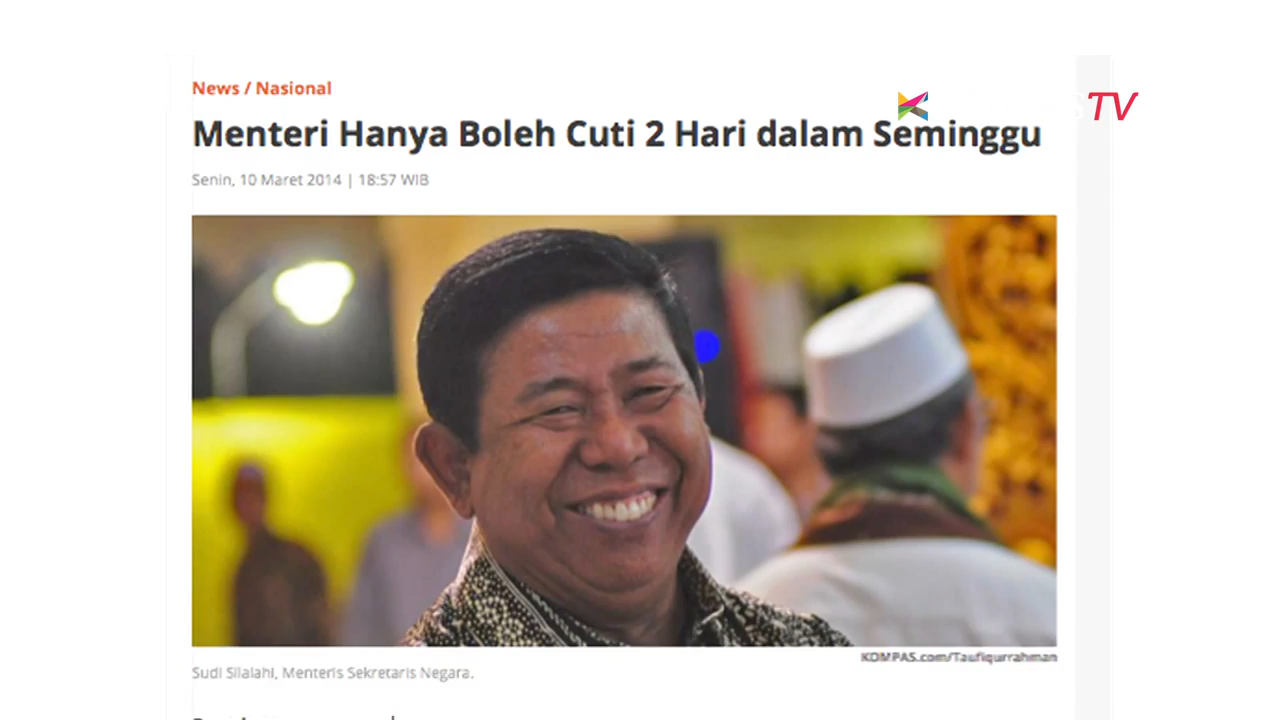 News / Nasional
TV
Menteri Hanya Boleh Cuti 2 Hari dalam Seminggu
Senin, 10 Maret 2014 | 18:57 WIB
KOMPAS.com/Taufiqurrahman
Sudi Silalahi, Menteris Sekretaris Negara.